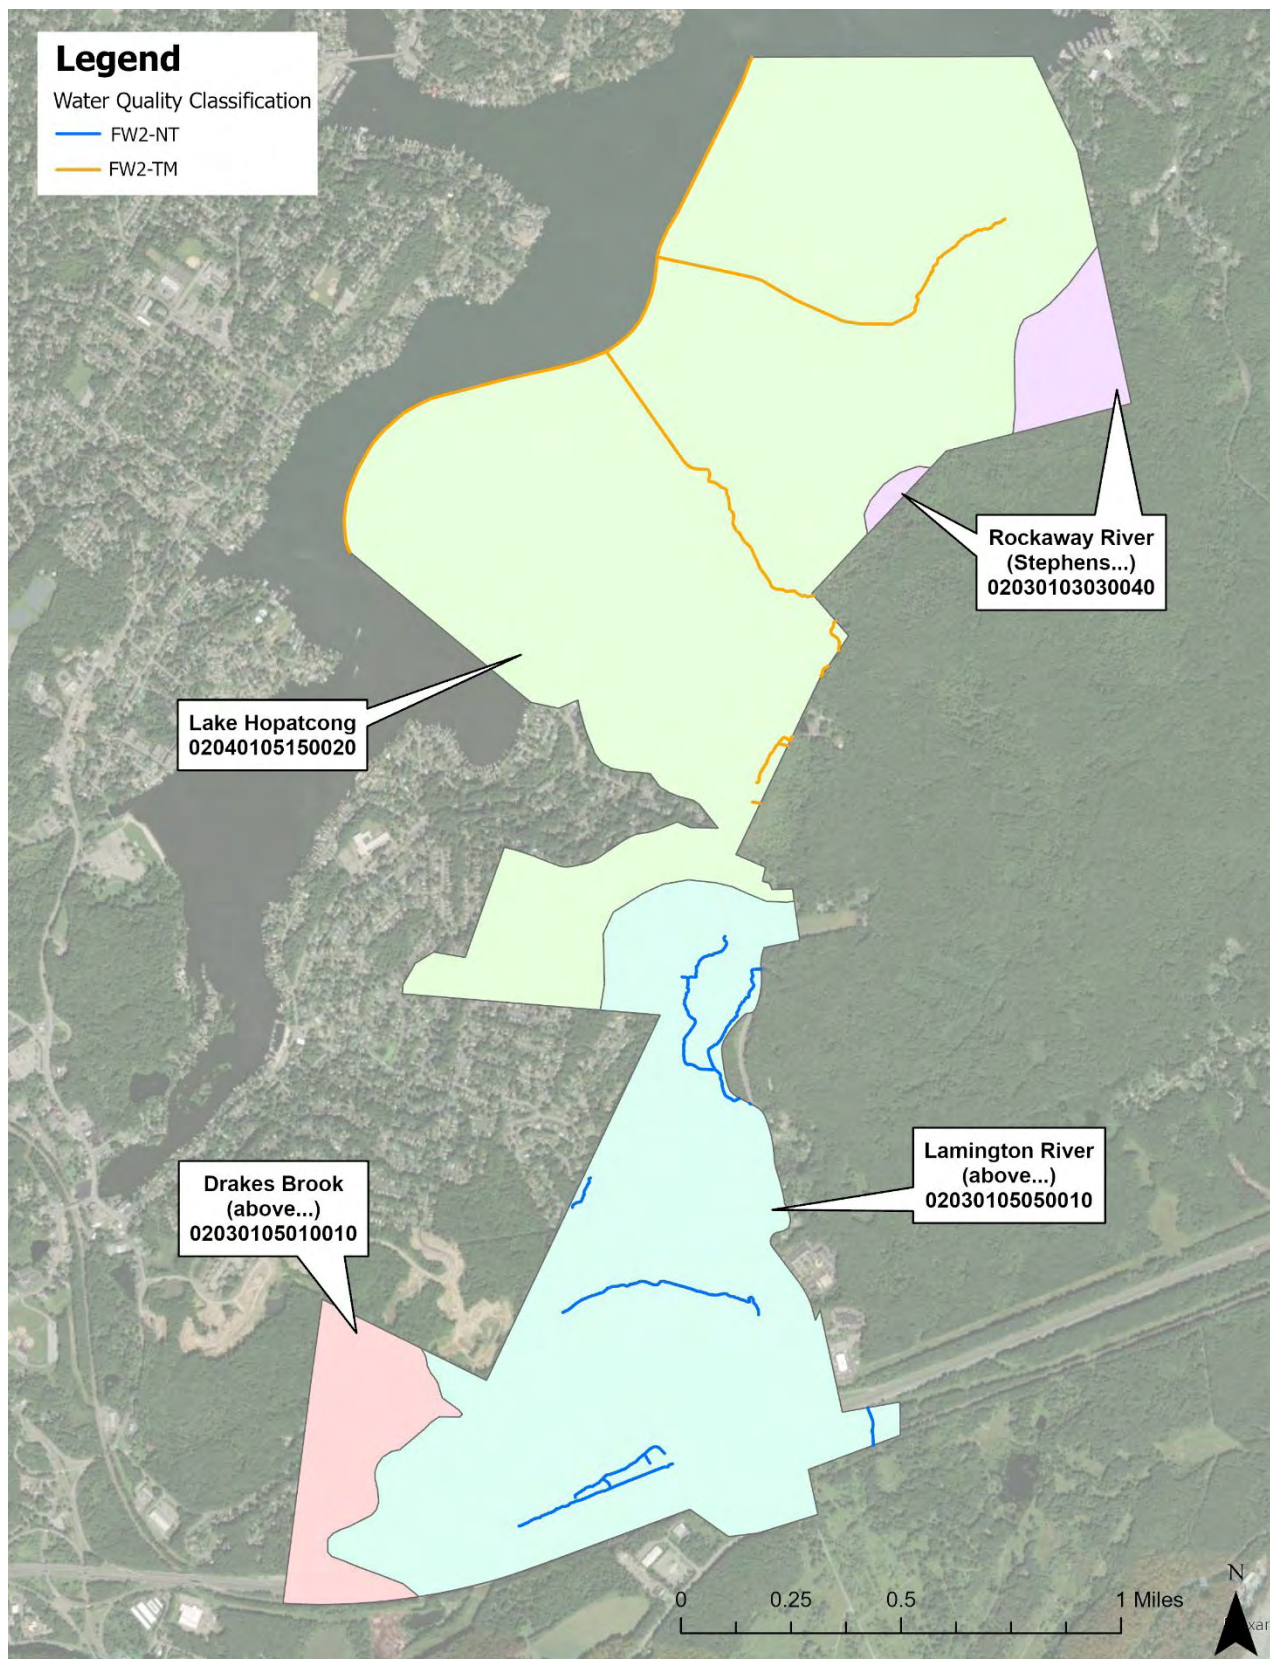 Legend
Water Quality Classification
FW2-NT
FW2-TM
Rockaway River
(Stephens...)
02030103030040
Lake Hopatcong
02040105150020
Lamington River
(above...)
02030105050010
Drakes Brook
(above...)
02030105010010
N
0 0.25 0.5 1 Miles